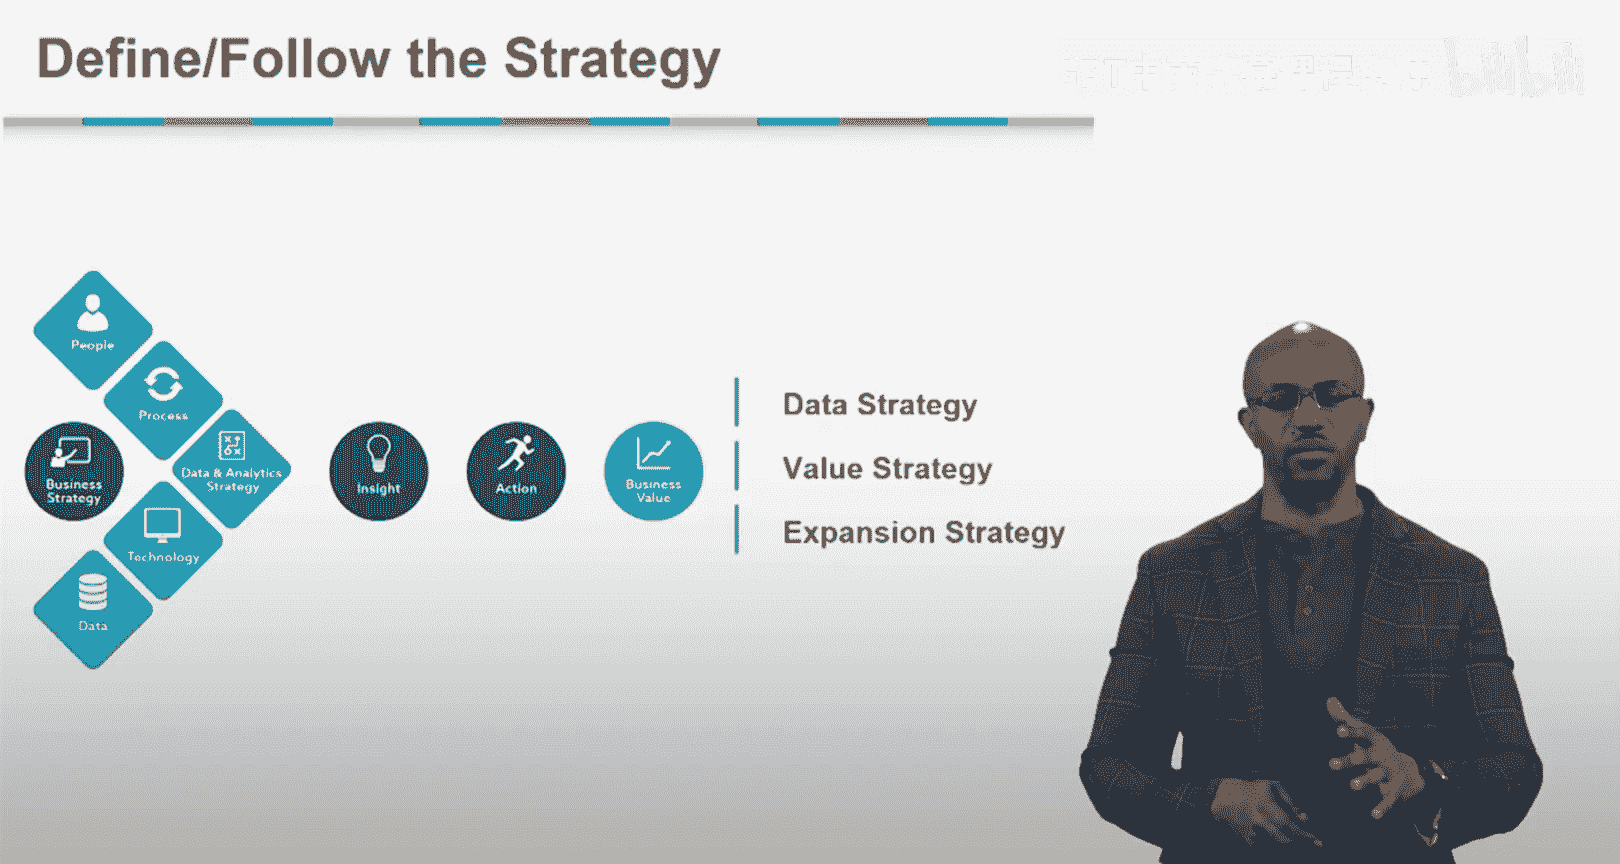 Define/Follow the Strategy
bilibili
People
Process
Business
Strategy
Data & Analytics
Strategy
Technology
Data
Insight
Action
Business
Value
Data Strategy
Value Strategy
Expansion Strategy